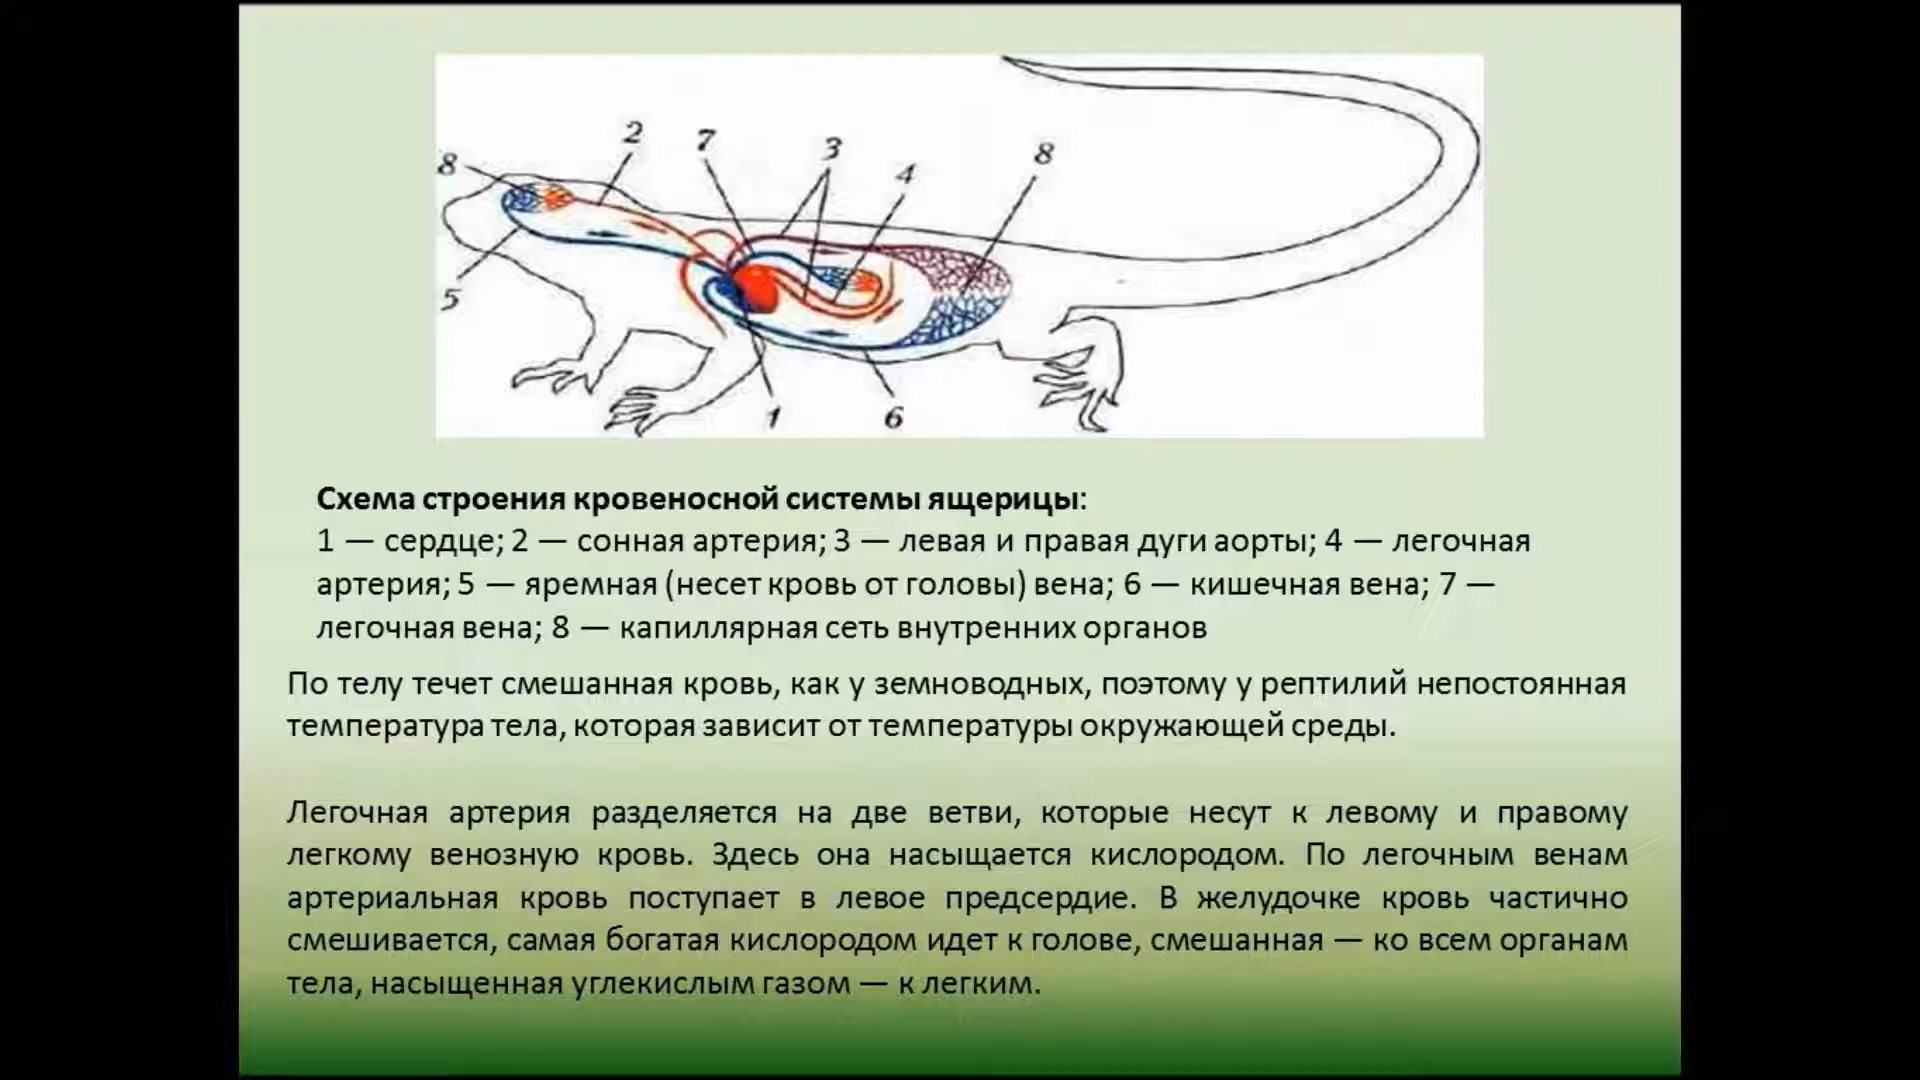 2 7 3 4 8
8
5
1 6
Схема строения кровеносной системы ящерицы:
1 — сердце; 2 — сонная артерия; 3 — левая и правая дуги аорты; 4 — легочная
артерия; 5 — яремная (несет кровь от головы) вена; 6 — кишечная вена; 7 —
легочная вена; 8 — капиллярная сеть внутренних органов
По телу течет смешанная кровь, как у земноводных, поэтому у рептилий непостоянная
температура тела, которая зависит от температуры окружающей среды.
Легочная артерия разделяется на две ветви, которые несут к левому и правому
легкому венозную кровь. Здесь она насыщается кислородом. По легочным венам
артериальная кровь поступает в левое предсердие. В желудочке кровь частично
смешивается, самая богатая кислородом идет к голове, смешанная — ко всем органам
тела, насыщенная углекислым газом — к легким.